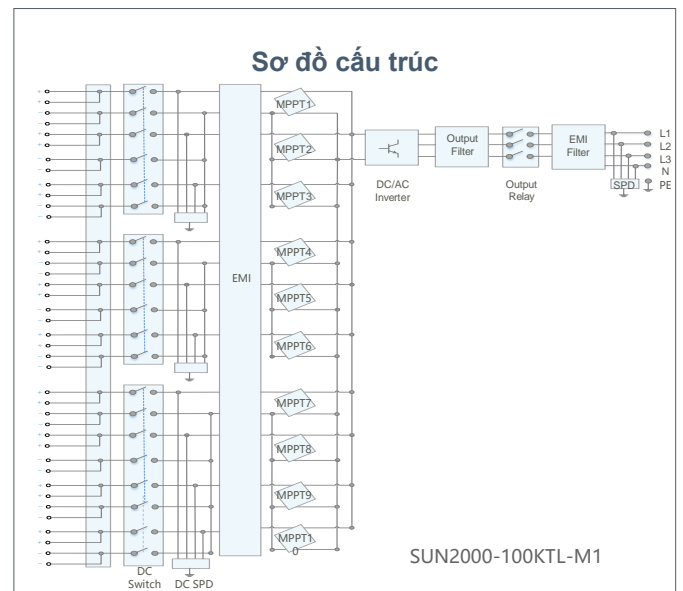 Sơ đồ cấu trúc
MPPT1
MPPT2
MPPT3
MPPT4
MPPT5
MPPT6
MPPT7
MPPT8
MPPT9
MPPT1
0
EMI
DC/AC
Inverter
Output
Filter
Output
Relay
EMI
Filter
L1
L2
L3
N
PE
SPD
DC
Switch
DC SPD
SUN2000-100KTL-M1